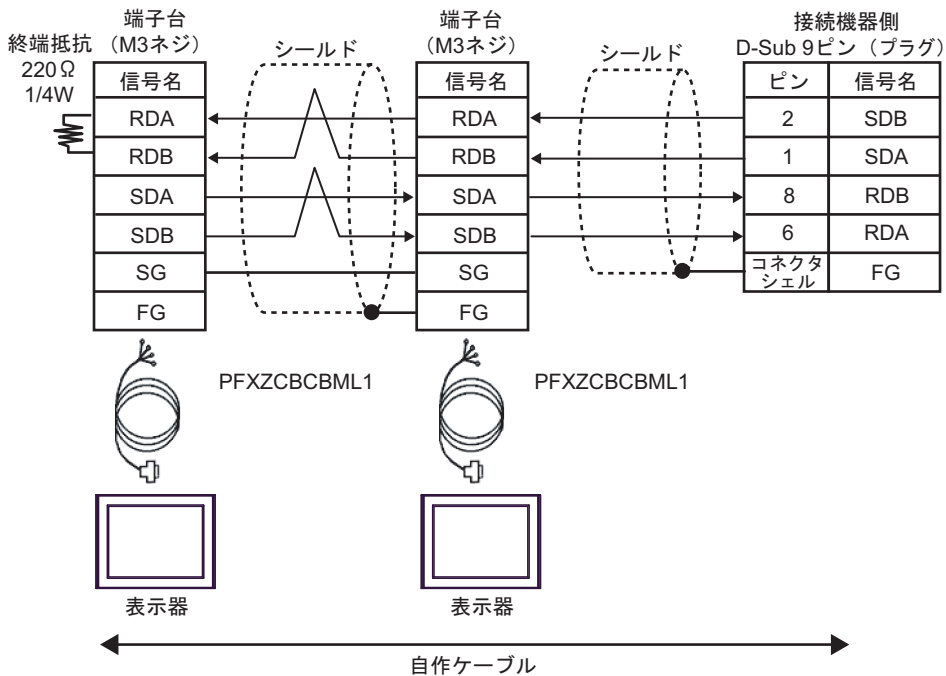 終端抵抗
220Ω
1/4W
端子台
（M3ネジ）
信号名
RDA
RDB
SDA
SDB
SG
FG
シールド
端子台
（M3ネジ）
信号名
RDA
RDB
SDA
SDB
SG
FG
シールド
接続機器側
D-Sub 9ピン（プラグ）
ピン 信号名
2 SDB
1 SDA
8 RDB
6 RDA
コネクタ
シェル FG
PFXZCBCBML1
PFXZCBCBML1
表示器
表示器
自作ケーブル